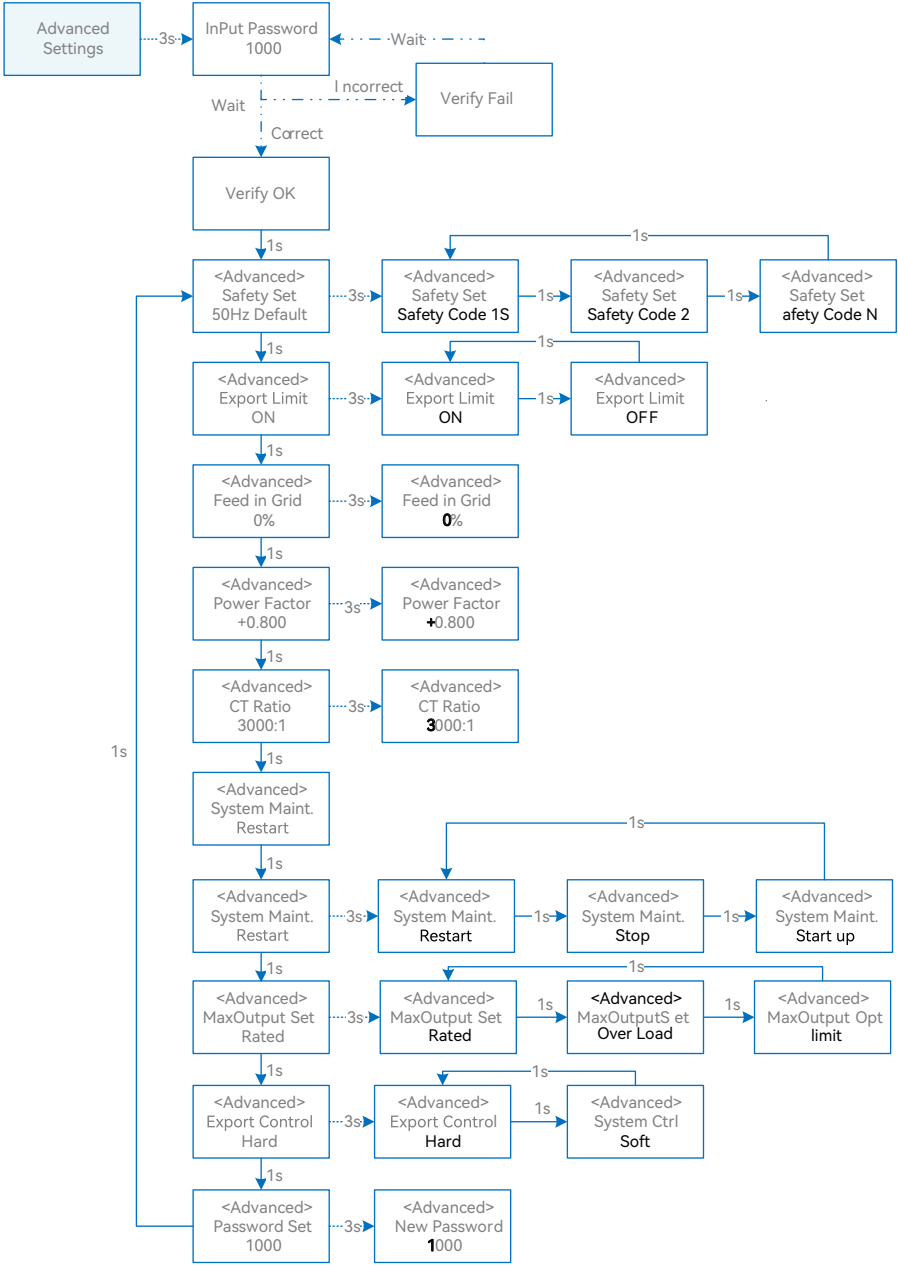 Advanced
Settings
3s
InPut Password
1000
Wait
I ncorrect
Verify Fail
Wait
Correct
Verify OK
1s
1s
<Advanced>
Safety Set
50Hz Default
3s
<Advanced>
Safety Set
Safety Code 1S
1s
<Advanced>
Safety Set
Safety Code 2
1s
<Advanced>
Safety Set
afety Code N
1s
1s
<Advanced>
Export Limit
ON
3s
<Advanced>
Export Limit
ON
1s
<Advanced>
Export Limit
OFF
1s
<Advanced>
Feed in Grid
0%
3s
<Advanced>
Feed in Grid
0%
1s
<Advanced>
Power Factor
+0.800
3s
<Advanced>
Power Factor
+0.800
1s
<Advanced>
CT Ratio
3000:1
3s
<Advanced>
CT Ratio
3000:1
1s
1s
<Advanced>
System Maint.
Restart
1s
1s
<Advanced>
System Maint.
Restart
3s
<Advanced>
System Maint.
Restart
1s
<Advanced>
System Maint.
Stop
1s
<Advanced>
System Maint.
Start up
1s
1s
<Advanced>
MaxOutput Set
Rated
3s
<Advanced>
MaxOutput Set
Rated
1s
<Advanced>
MaxOutputS et
Over Load
1s
<Advanced>
MaxOutput Opt
limit
1s
1s
<Advanced>
Export Control
Hard
3s
<Advanced>
Export Control
Hard
1s
<Advanced>
System Ctrl
Soft
1s
<Advanced>
Password Set
1000
3s
<Advanced>
New Password
1000